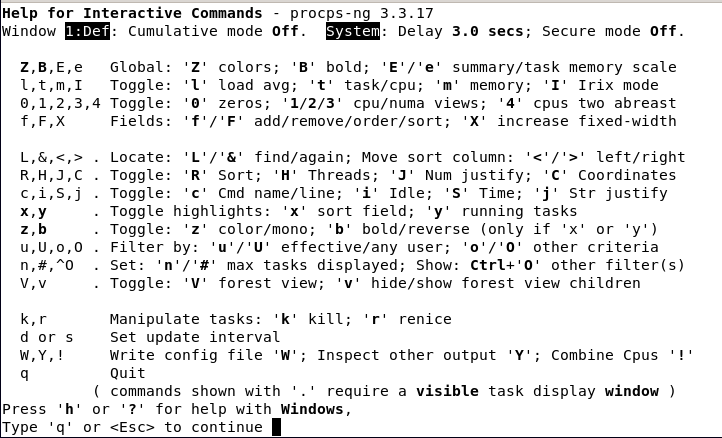 Help for Interactive Commands - procps-ng 3.3.17
Window 1:Def: Cumulative mode Off.  System: Delay 3.0 secs; Secure mode Off.

  Z,B,E,e   Global: 'Z' colors; 'B' bold; 'E'/'e' summary/task memory scale
  l,t,m,I   Toggle: 'l' load avg; 't' task/cpu; 'm' memory; 'I' Irix mode
  0,1,2,3,4 Toggle: '0' zeros; '1/2/3' cpu/numa views; '4' cpus two abreast
  f,F,X     Fields: 'f'/'F' add/remove/order/sort; 'X' increase fixed-width

  L,&,<,> . Locate: 'L'/'&' find/again; Move sort column: '<'/'>' left/right
  R,H,J,C . Toggle: 'R' Sort; 'H' Threads; 'J' Num justify; 'C' Coordinates
  c,i,S,j . Toggle: 'c' Cmd name/line; 'i' Idle; 'S' Time; 'j' Str justify
  x,y     . Toggle highlights: 'x' sort field; 'y' running tasks
  z,b     . Toggle: 'z' color/mono; 'b' bold/reverse (only if 'x' or 'y')
  u,U,o,O . Filter by: 'u'/'U' effective/any user; 'o'/'O' other criteria
  n,#,^O  . Set: 'n'/'#' max tasks displayed; Show: Ctrl+'O' other filter(s)
  V,v     . Toggle: 'V' forest view; 'v' hide/show forest view children

  k,r       Manipulate tasks: 'k' kill; 'r' renice
  d or s    Set update interval
  W,Y,!     Write config file 'W'; Inspect other output 'Y'; Combine Cpus '!'
  q         Quit
          ( commands shown with '.' require a visible task display window )
Press 'h' or '?' for help with Windows,
Type 'q' or <Esc> to continue